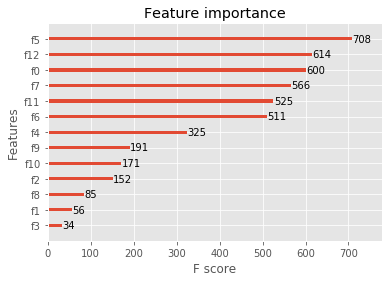 Feature importance
Features
f5 708
f12 614
f0 600
f7 566
f11 525
f6 511
f4 325
f9 191
f10 171
f2 152
f8 85
f1 56
f3 34
0 100 200 300 400 500 600 700
F score